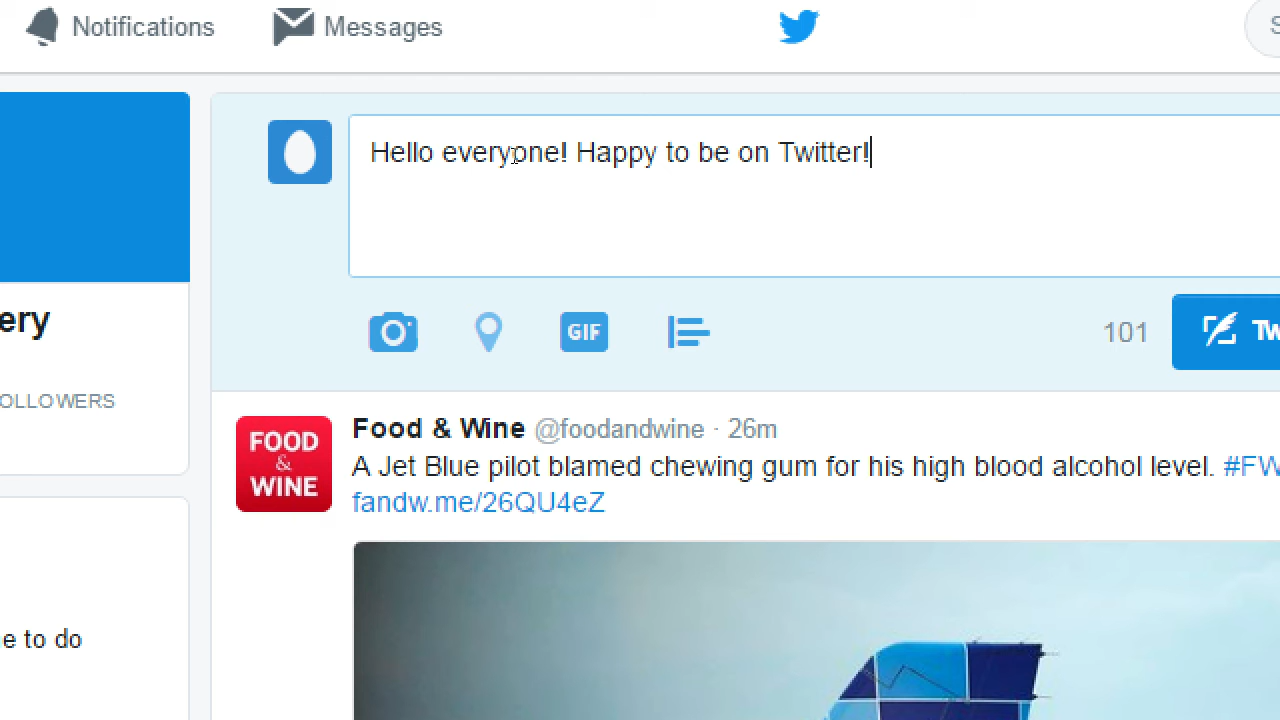 Notifications
Messages
Hello everyone! Happy to be on Twitter!
GIF
101
Tw
ery
OLLOWERS
FOOD
&
WINE
Food & Wine @foodandwine · 26m
A Jet Blue pilot blamed chewing gum for his high blood alcohol level. #FW
fandw.me/26QU4eZ
e to do